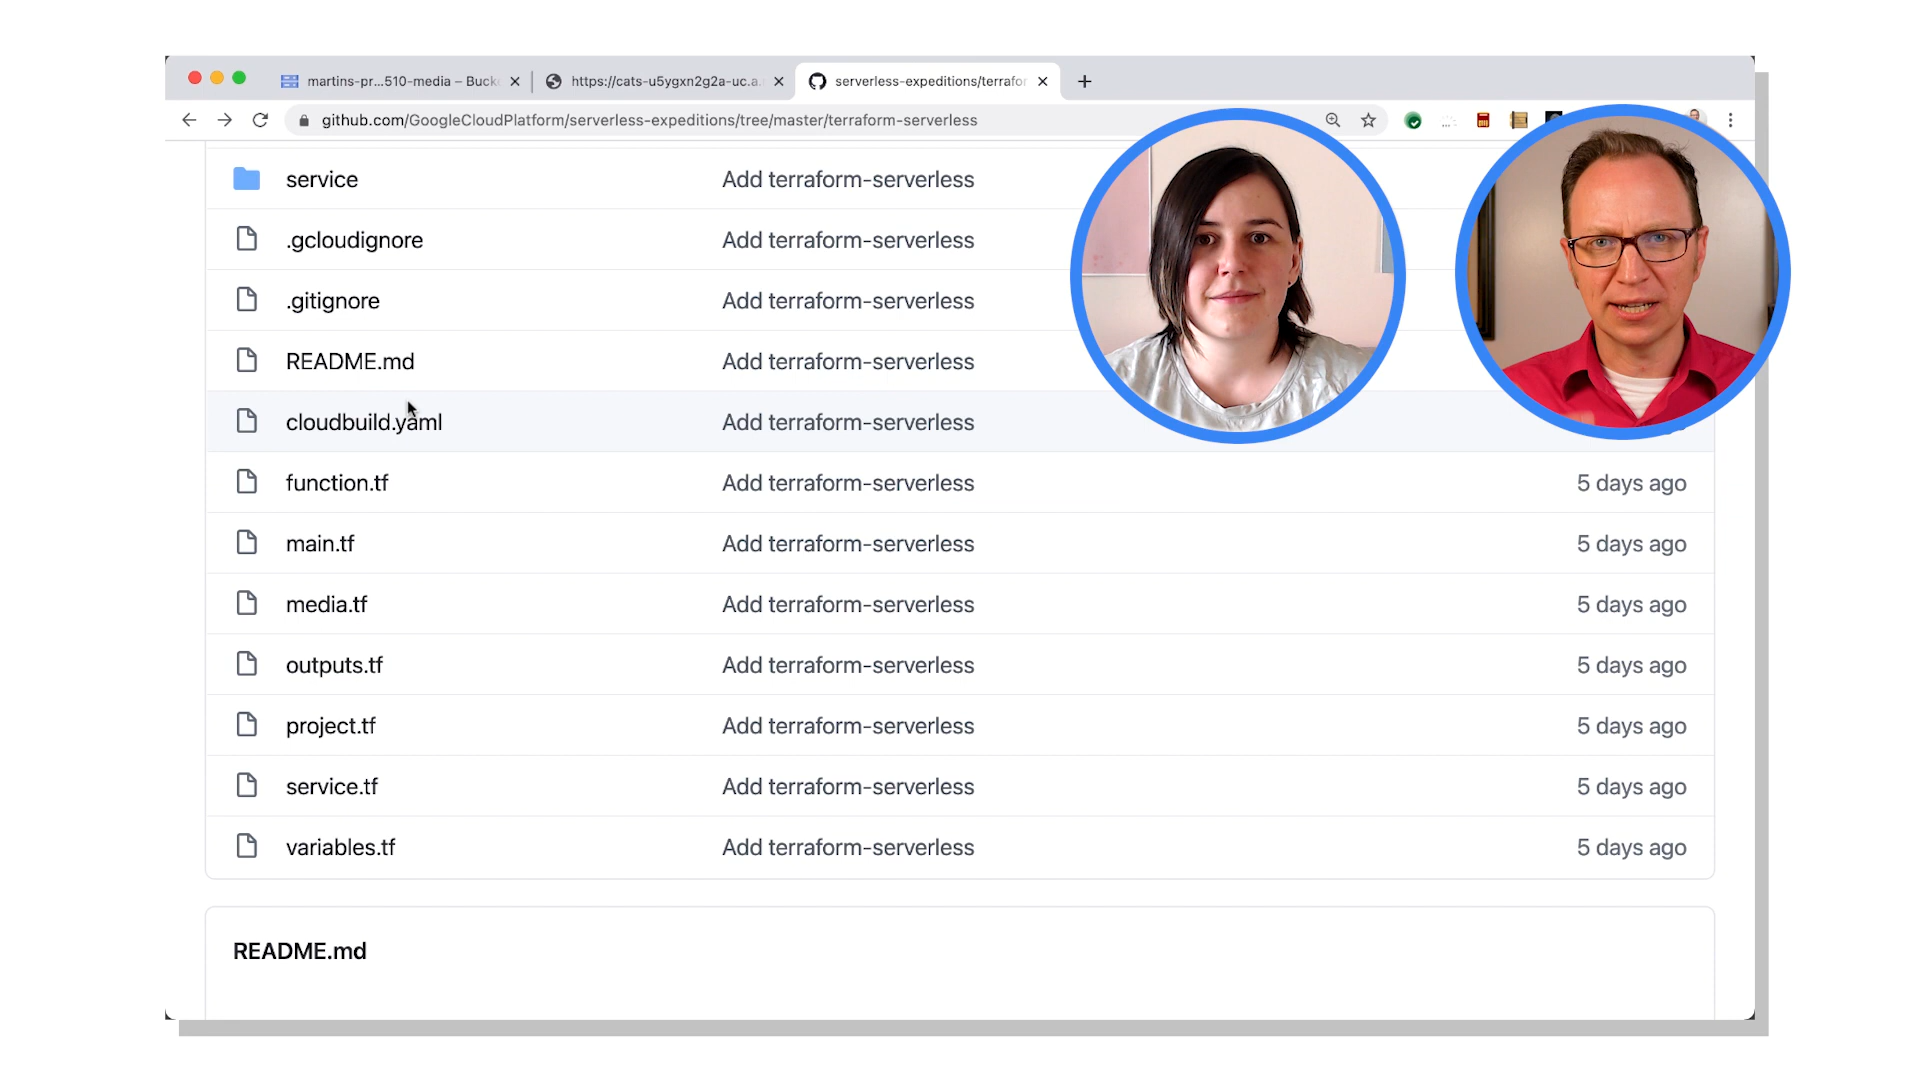 martins-pr...510-media – Bucke
https://cats-u5ygxn2g2a-uc.a.
serverless-expeditions/terrafor
github.com/GoogleCloudPlatform/serverless-expeditions/tree/master/terraform-serverless
service Add terraform-serverless
.gcloudignore Add terraform-serverless
.gitignore Add terraform-serverless
README.md Add terraform-serverless
cloudbuild.yaml Add terraform-serverless
function.tf Add terraform-serverless 5 days ago
main.tf Add terraform-serverless 5 days ago
media.tf Add terraform-serverless 5 days ago
outputs.tf Add terraform-serverless 5 days ago
project.tf Add terraform-serverless 5 days ago
service.tf Add terraform-serverless 5 days ago
variables.tf Add terraform-serverless 5 days ago
README.md